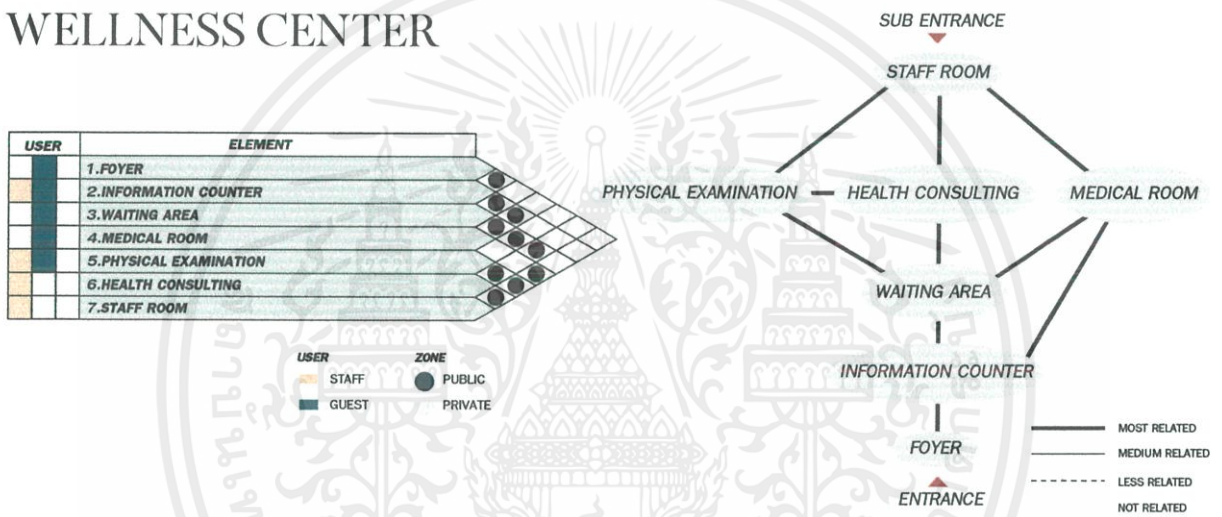 WELLNESS CENTER
USER ELEMENT
1.FOYER
2.INFORMATION COUNTER
3.WAITING AREA
4.MEDICAL ROOM
5.PHYSICAL EXAMINATION
6.HEALTH CONSULTING
7.STAFF ROOM
USER ZONE
STAFF PUBLIC
GUEST PRIVATE
SUB ENTRANCE
STAFF ROOM
PHYSICAL EXAMINATION HEALTH CONSULTING MEDICAL ROOM
WAITING AREA
INFORMATION COUNTER
FOYER
ENTRANCE
MOST RELATED
MEDIUM RELATED
LESS RELATED
NOT RELATED